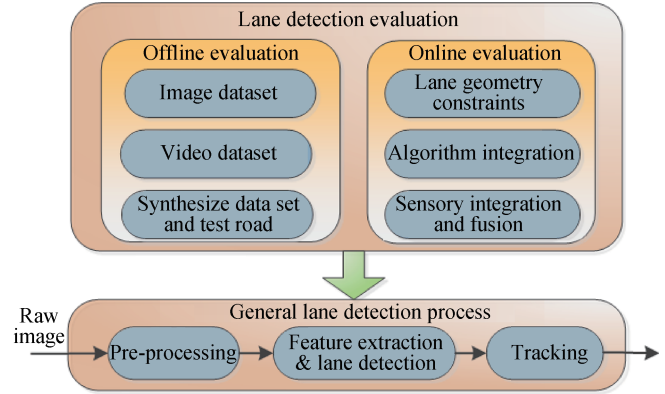 Lane detection evaluation
Offline evaluation
Image dataset
Video dataset
Synthesize data set
and test road
Online evaluation
Lane geometry
constraints
Algorithm integration
Sensory integration
and fusion
General lane detection process
Raw
image
Pre-processing
Feature extraction
& lane detection
Tracking